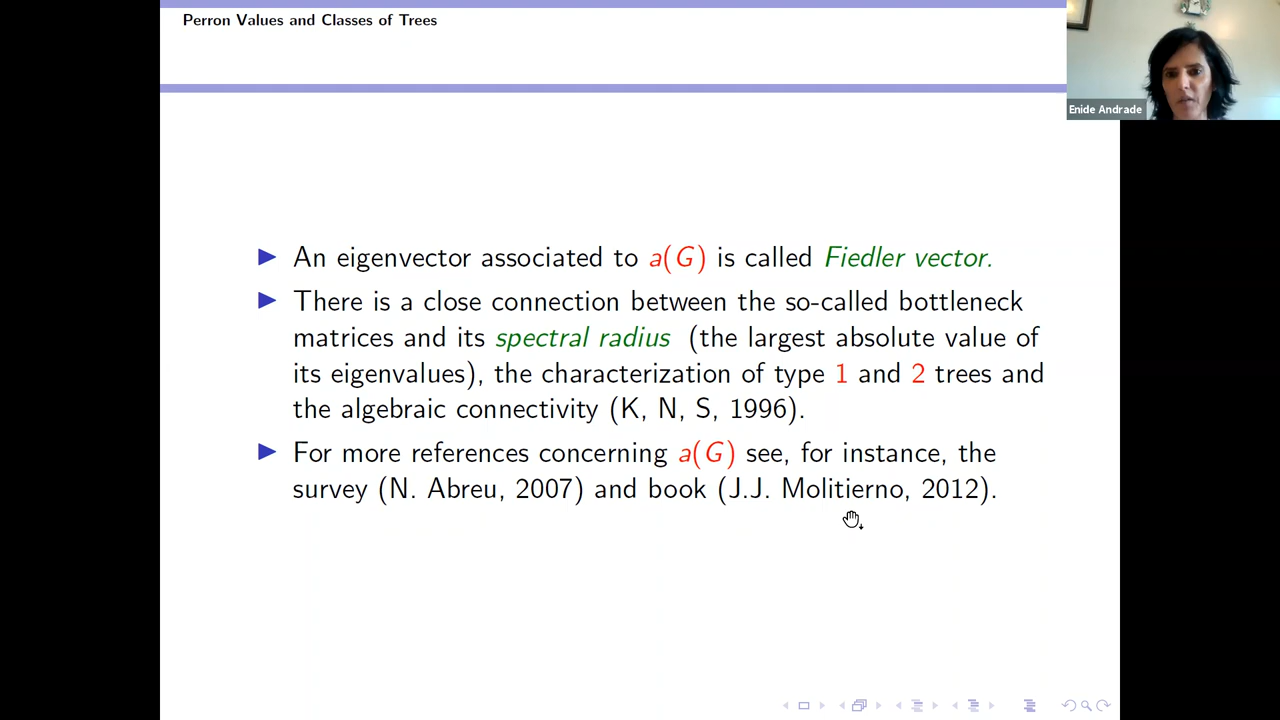 Perron Values and Classes of Trees
Enide Andrade
▶ An eigenvector associated to a(G) is called Fiedler vector.
▶ There is a close connection between the so-called bottleneck
matrices and its spectral radius (the largest absolute value of
its eigenvalues), the characterization of type 1 and 2 trees and
the algebraic connectivity (K, N, S, 1996).
▶ For more references concerning a(G) see, for instance, the
survey (N. Abreu, 2007) and book (J.J. Molitierno, 2012).